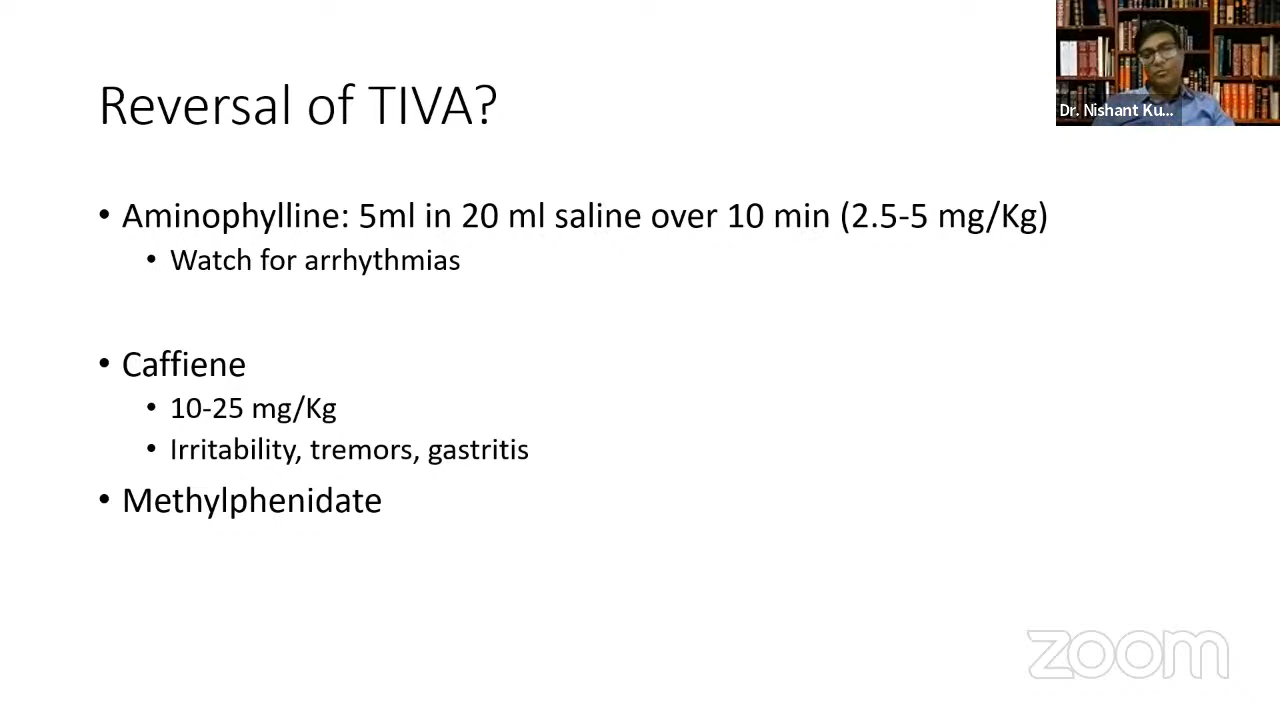 Reversal of TIVA?
Dr. Nishant Ku...
• Aminophylline: 5ml in 20 ml saline over 10 min (2.5-5 mg/Kg)
• Watch for arrhythmias
• Caffiene
• 10-25 mg/Kg
• Irritability, tremors, gastritis
• Methylphenidate
zoom